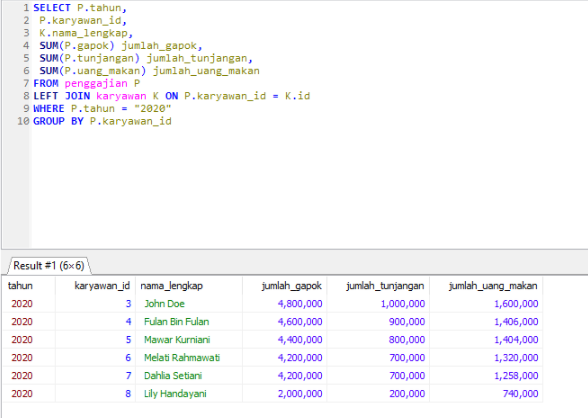 1 SELECT P.tahun,
2 P.karyawan_id,
3 K.nama_lengkap,
4 SUM(P.gapok) jumlah_gapok,
5 SUM(P.tunjangan) jumlah_tunjangan,
6 SUM(P.uang_makan) jumlah_uang_makan
7 FROM penggajian P
8 LEFT JOIN karyawan K ON P.karyawan_id = K.id
9 WHERE P.tahun = "2020"
10 GROUP BY P.karyawan_id
Result #1 (6×6)
tahun karyawan_id nama_lengkap jumlah_gapok jumlah_tunjangan jumlah_uang_makan
2020 3 John Doe 4,800,000 1,000,000 1,600,000
2020 4 Fulan Bin Fulan 4,600,000 900,000 1,406,000
2020 5 Mawar Kurniani 4,400,000 800,000 1,404,000
2020 6 Melati Rahmawati 4,200,000 700,000 1,320,000
2020 7 Dahlia Setiani 4,200,000 700,000 1,258,000
2020 8 Lily Handayani 2,000,000 200,000 740,000